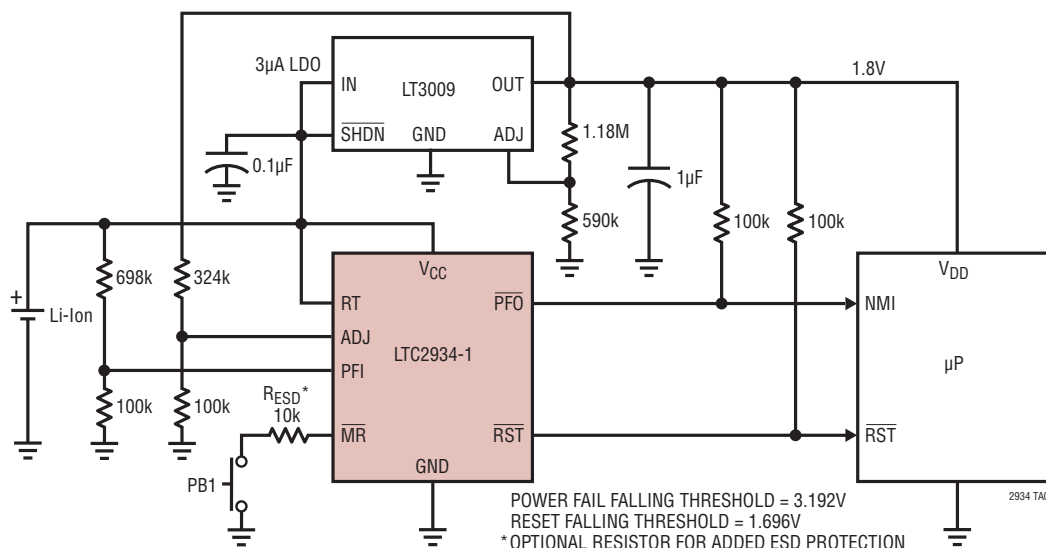 3µA LDO
IN
LT3009
OUT
1.8V
SHDN
GND
ADJ
1.18M
0.1µF
1µF
590k
100k
100k
698k
324k
VCC
VDD
+
Li-Ion
RT
PFO
NMI
ADJ
LTC2934-1
PFI
µP
100k
100k
RESD*
10k
MR
RST
RST
PB1
GND
POWER FAIL FALLING THRESHOLD = 3.192V
RESET FALLING THRESHOLD = 1.696V
*OPTIONAL RESISTOR FOR ADDED ESD PROTECTION
2934